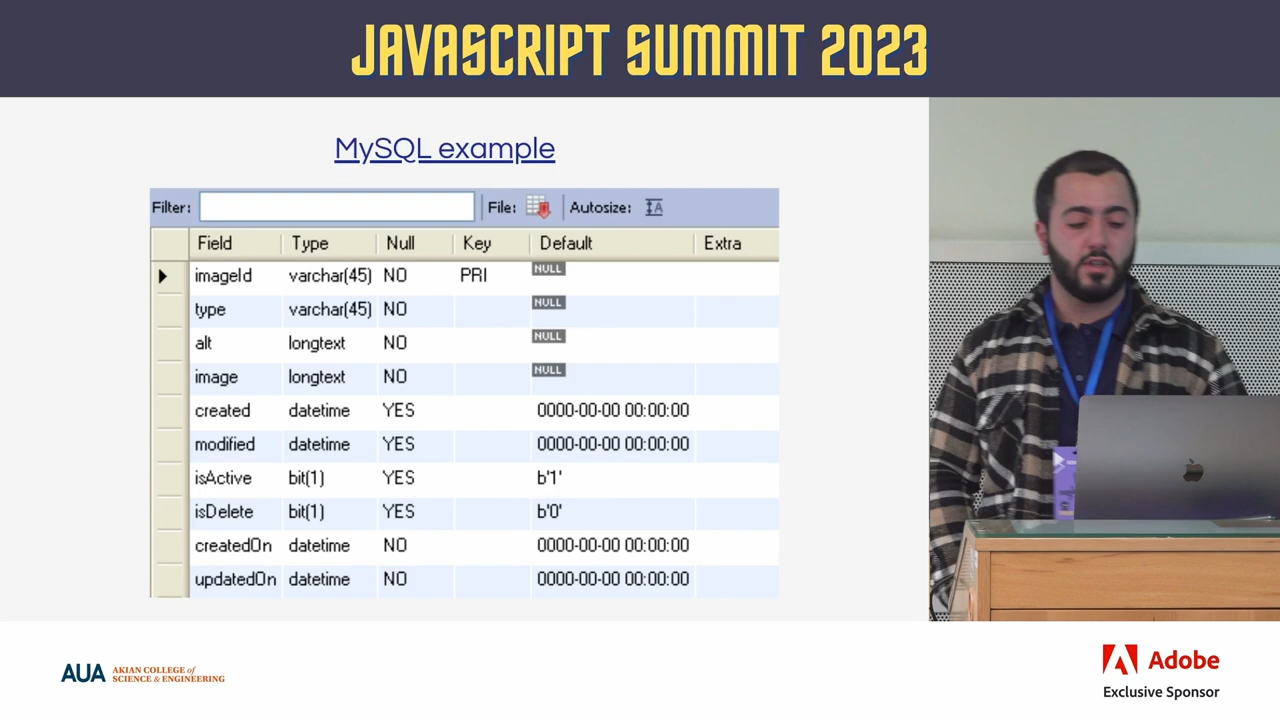 JAVASCRIPT SUMMIT 2023
MySQL example
Filter: File: Autosize:
Field Type Null Key Default Extra
imageId varchar(45) NO PRI NULL
type varchar(45) NO NULL
alt longtext NO NULL
image longtext NO NULL
created datetime YES 0000-00-00 00:00:00
modified datetime YES 0000-00-00 00:00:00
isActive bit(1) YES b'1'
isDelete bit(1) YES b'0'
createdOn datetime NO 0000-00-00 00:00:00
updatedOn datetime NO 0000-00-00 00:00:00
AUA AKIAN COLLEGE of
SCIENCE & ENGINEERING
Adobe
Exclusive Sponsor